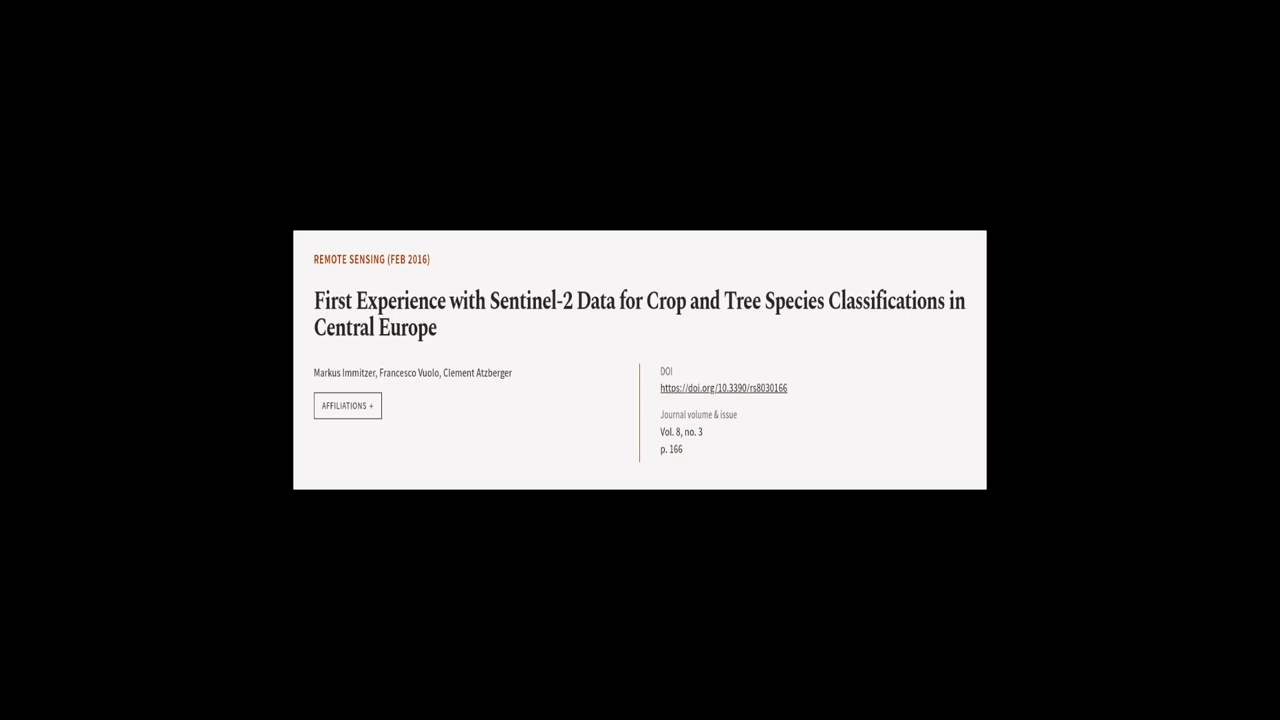 REMOTE SENSING (FEB 2016)
First Experience with Sentinel-2 Data for Crop and Tree Species Classifications in
Central Europe
Markus Immitzer, Francesco Vuolo, Clement Atzberger
AFFILIATIONS +
DOI
https://doi.org/10.3390/rs8030166
Journal volume & issue
Vol. 8, no. 3
p. 166